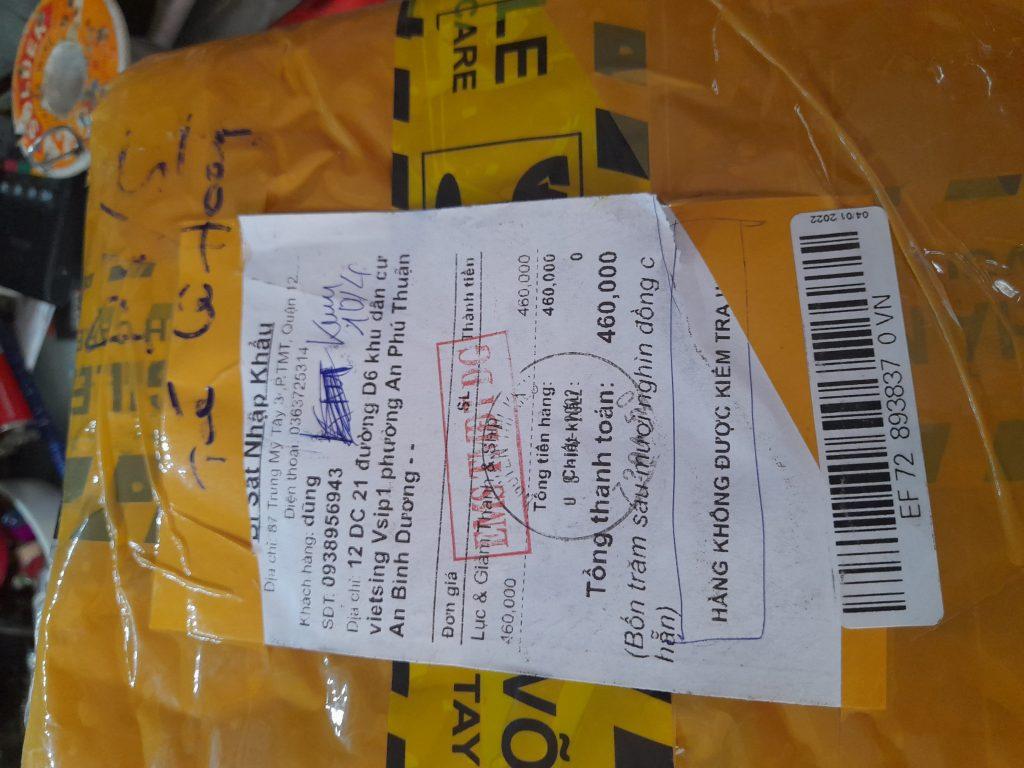 Sắt Nhập Khẩu
Địa chỉ: 87 Trung Mỹ Tây 3, P.TMT, Quận 12...
Điện thoại: 0363725314
Khách hàng: dũng
SĐT: 0938956943
10/4
Địa chỉ: 12 DC 21 đường D6 khu dân cư
vietsing Vsip1 phường An Phú Thuận
An Bình Dương - -
Đơn giá SL Thành tiền
Lục & Giảm Thanh & ship
460,000 460,000
Tổng tiền hàng: 460,000
Chiết khấu: 0
Tổng thanh toán: 460,000
(Bốn trăm sáu mươi nghìn đồng c
hẵn)
HÀNG KHÔNG ĐƯỢC KIỂM TRA
04.01.2022
EF 72 893837 0 VN
LE
CARE
VỠ
TAY